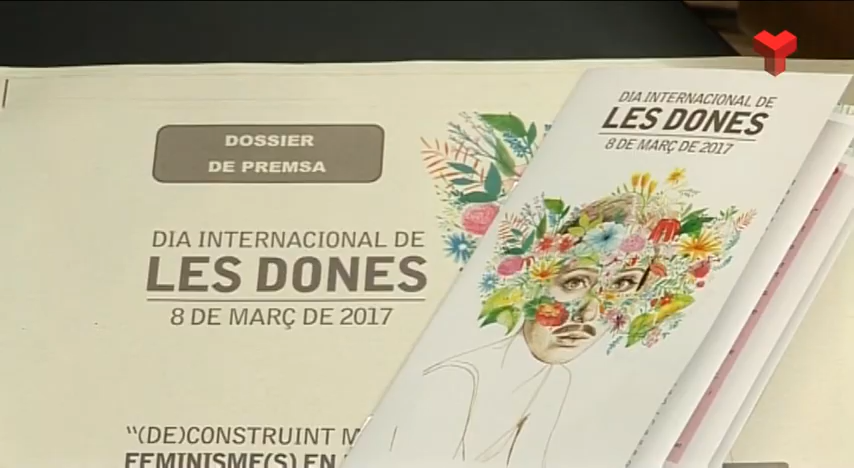 DOSSIER
DE PREMSA
DIA INTERNACIONAL DE
LES DONES
8 DE MARÇ DE 2017
“(DE)CONSTRUINT
FEMINISME(S) EN
DIA INTERNACIONAL DE
LES DONES
8 DE MARÇ DE 2017